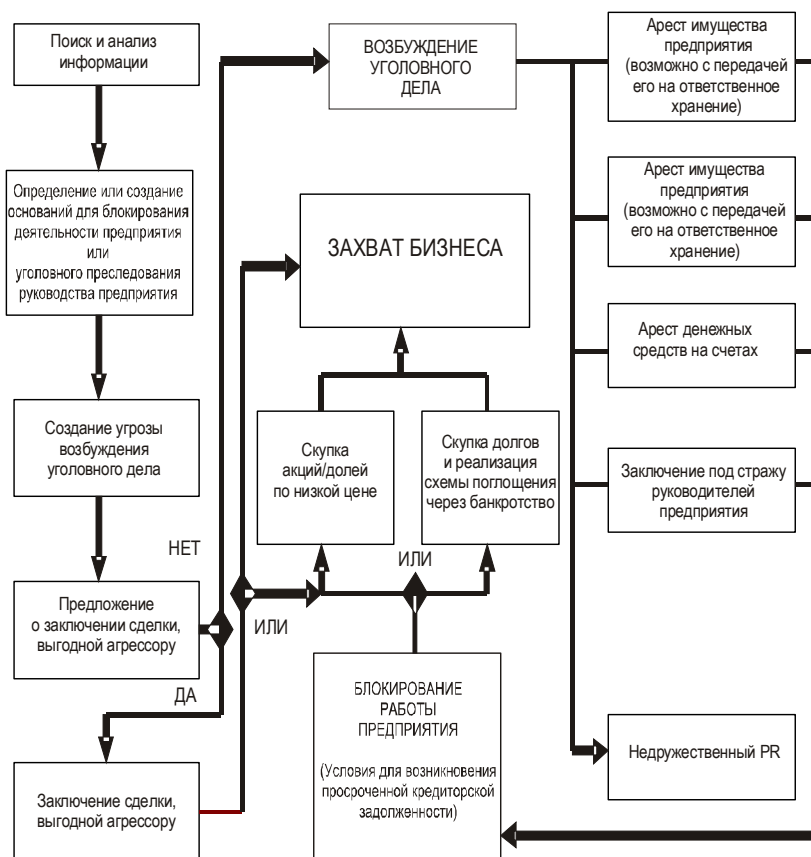 Поиск и анализ
информации
Определение или создание
оснований для блокирования
деятельности предприятия
или
уголовного преследования
руководства предприятия
Создание угрозы
возбуждения
уголовного дела
НЕТ
Предложение
о заключении сделки,
выгодной агрессору
ДА
Заключение сделки,
выгодной агрессору
ВОЗБУЖДЕНИЕ
УГОЛОВНОГО
ДЕЛА
ЗАХВАТ БИЗНЕСА
Скупка
акций/долей
по низкой цене
Скупка долгов
и реализация
схемы поглощения
через банкротство
ИЛИ
ИЛИ
БЛОКИРОВАНИЕ
РАБОТЫ
ПРЕДПРИЯТИЯ
(Условия для возникновения
просроченной кредиторской
задолженности)
Арест имущества
предприятия
(возможно с передачей
его на ответственное
хранение)
Арест имущества
предприятия
(возможно с передачей
его на ответственное
хранение)
Арест денежных
средств на счетах
Заключение под стражу
руководителей
предприятия
Недружественный PR